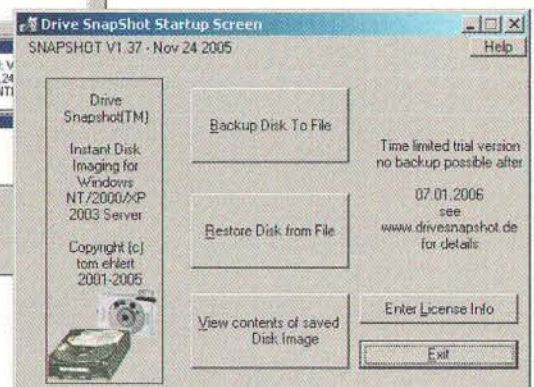 Drive SnapShot Startup Screen
SNAPSHOT V1.37 - Nov 24 2005
Help
Drive
Snapshot(TM)
Instant Disk
Imaging for
Windows
NT/2000/XP
2003 Server
Copyright (c)
tom ehlert
2001-2005
Backup Disk To File
Restore Disk from File
View contents of saved
Disk Image
Time limited trial version
no backup possible after
07.01.2006
see
www.drivesnapshot.de
for details
Enter License Info
Exit